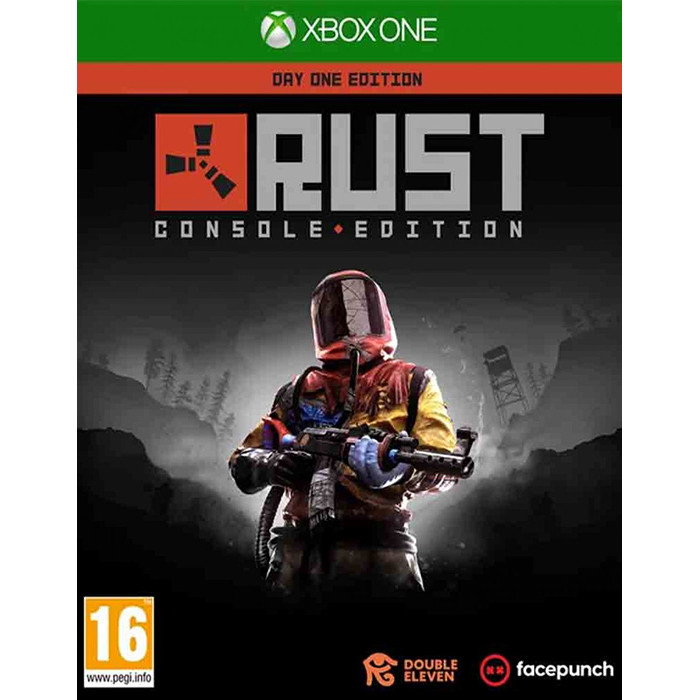 XBOX ONE
DAY ONE EDITION
RUST
CONSOLE EDITION
16
www.pegi.info
DOUBLE
ELEVEN
facepunch